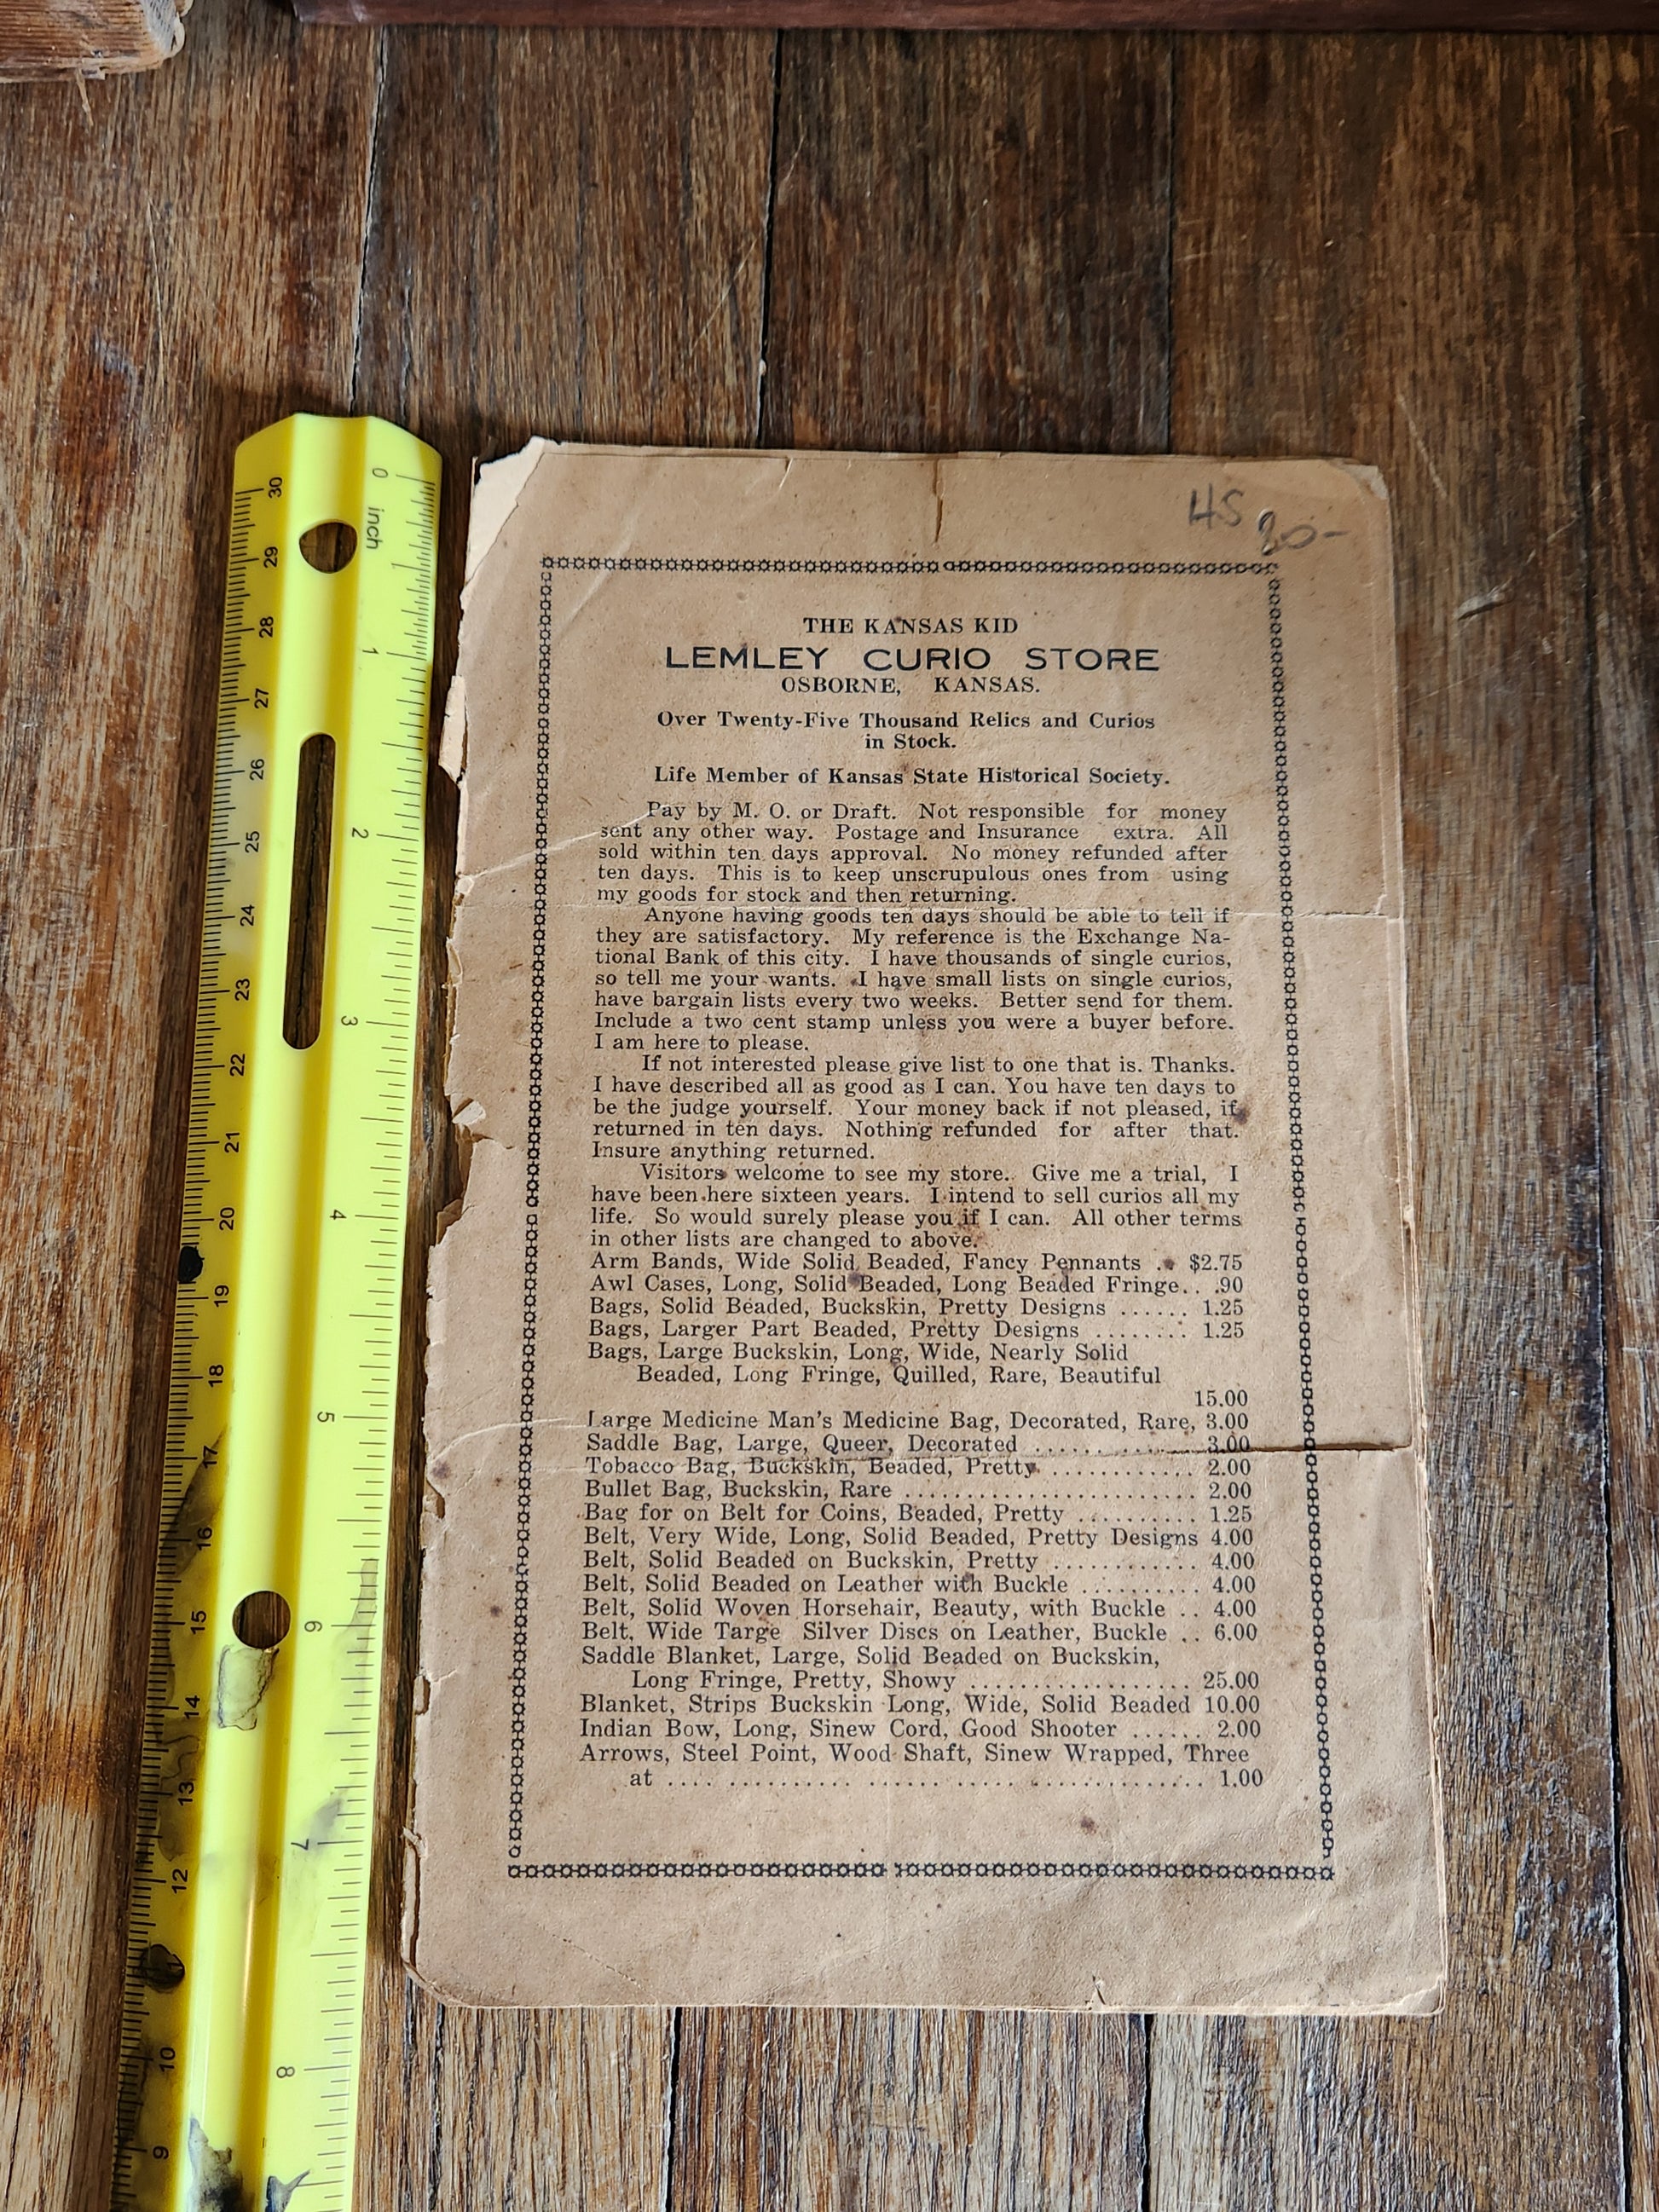 HS
20-
THE KANSAS KID
LEMLEY CURIO STORE
OSBORNE, KANSAS.
Over Twenty-Five Thousand Relics and Curios
in Stock.
Life Member of Kansas State Historical Society.
Pay by M. O. or Draft. Not responsible for money
sent any other way. Postage and Insurance extra. All
sold within ten days approval. No money refunded after
ten days. This is to keep unscrupulous ones from using
my goods for stock and then returning.
Anyone having goods ten days should be able to tell if
they are satisfactory. My reference is the Exchange Na-
tional Bank of this city. I have thousands of single curios,
so tell me your wants. I have small lists on single curios,
have bargain lists every two weeks. Better send for them.
Include a two cent stamp unless you were a buyer before.
I am here to please.
If not interested please give list to one that is. Thanks.
I have described all as good as I can. You have ten days to
be the judge yourself. Your money back if not pleased, if
returned in ten days. Nothing refunded for after that.
Insure anything returned.
Visitors welcome to see my store. Give me a trial, I
have been here sixteen years. I intend to sell curios all my
life. So would surely please you if I can. All other terms
in other lists are changed to above.
Arm Bands, Wide Solid Beaded, Fancy Pennants .. $2.75
Awl Cases, Long, Solid Beaded, Long Beaded Fringe.. .90
Bags, Solid Beaded, Buckskin, Pretty Designs ...... 1.25
Bags, Larger Part Beaded, Pretty Designs ........ 1.25
Bags, Large Buckskin, Long, Wide, Nearly Solid
Beaded, Long Fringe, Quilled, Rare, Beautiful
15.00
Large Medicine Man's Medicine Bag, Decorated, Rare, 3.00
Saddle Bag, Large, Queer, Decorated .............. 3.00
Tobacco Bag, Buckskin, Beaded, Pretty ............ 2.00
Bullet Bag, Buckskin, Rare ........................ 2.00
Bag for on Belt for Coins, Beaded, Pretty .......... 1.25
Belt, Very Wide, Long, Solid Beaded, Pretty Designs 4.00
Belt, Solid Beaded on Buckskin, Pretty ............ 4.00
Belt, Solid Beaded on Leather with Buckle .......... 4.00
Belt, Solid Woven Horsehair, Beauty, with Buckle .. 4.00
Belt, Wide Targe Silver Discs on Leather, Buckle .. 6.00
Saddle Blanket, Large, Solid Beaded on Buckskin,
Long Fringe, Pretty, Showy .................. 25.00
Blanket, Strips Buckskin Long, Wide, Solid Beaded 10.00
Indian Bow, Long, Sinew Cord, Good Shooter ...... 2.00
Arrows, Steel Point, Wood Shaft, Sinew Wrapped, Three
at .... .......... ...... ..... ................ 1.00
0 inch
1
2
3
4
5
6
7
8
30
29
28
27
26
25
24
23
22
21
20
19
18
17
16
15
14
13
12
10
9